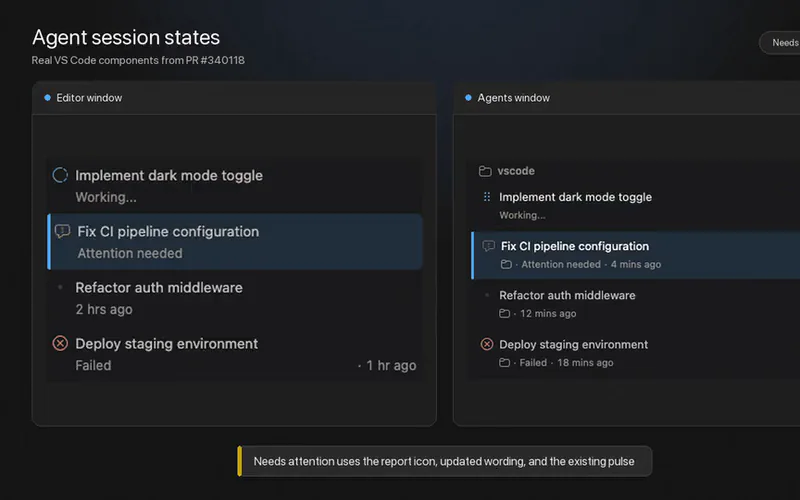 Agent session states
Real VS Code components from PR #340118
Needs
Editor window
Implement dark mode toggle
Working...
Fix CI pipeline configuration
Attention needed
Refactor auth middleware
2 hrs ago
Deploy staging environment
Failed · 1 hr ago
Agents window
vscode
Implement dark mode toggle
Working...
Fix CI pipeline configuration
· Attention needed · 4 mins ago
Refactor auth middleware
· 12 mins ago
Deploy staging environment
· Failed · 18 mins ago
Needs attention uses the report icon, updated wording, and the existing pulse